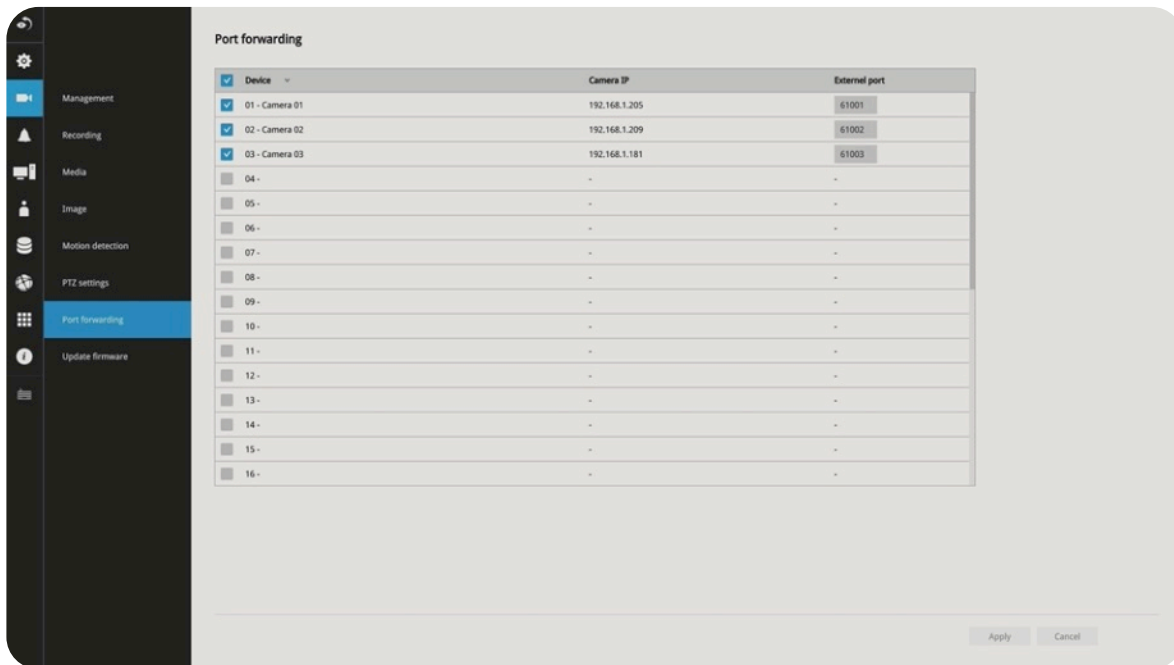 Port forwarding
Device Camera IP Externel port
Management
01 - Camera 01 192.168.1.205 61001
02 - Camera 02 192.168.1.209 61002
Recording
03 - Camera 03 192.168.1.181 61003
Media
04 - - -
05 - - -
Image
06 - - -
Motion detection
07 - - -
PTZ settings
08 - - -
09 - - -
Port forwarding
10 - - -
Update firmware
11 - - -
12 - - -
13 - - -
14 - - -
15 - - -
16 - - -
Apply Cancel